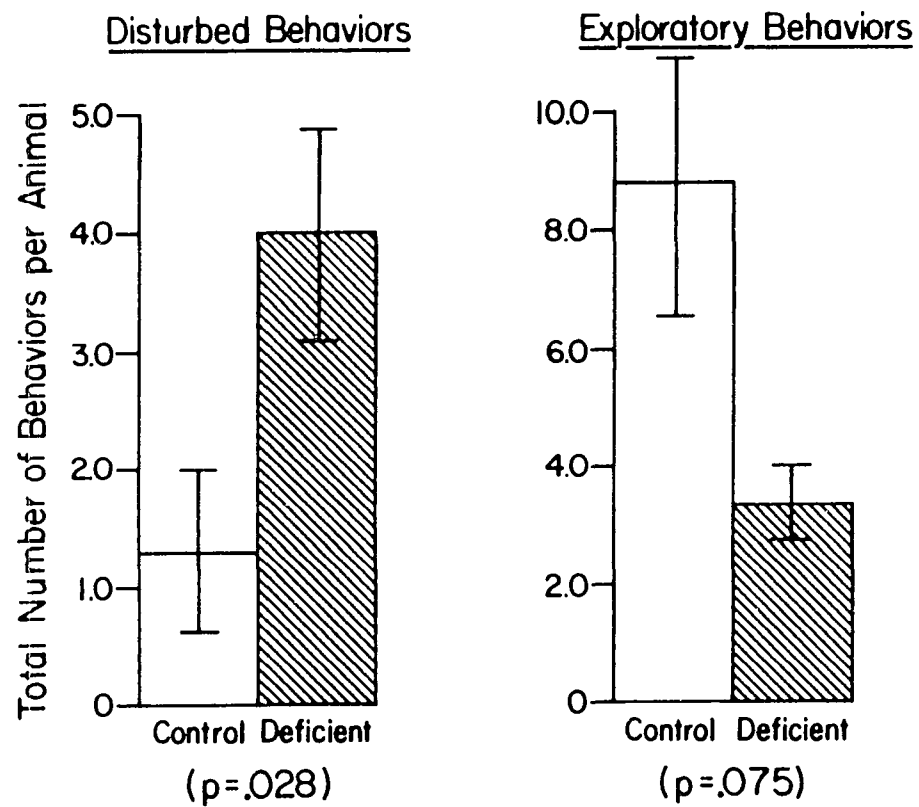 Disturbed Behaviors
Total Number of Behaviors per Animal
5.0
4.0
3.0
2.0
1.0
0
Control Deficient
(p=.028)
Exploratory Behaviors
10.0
8.0
6.0
4.0
2.0
0
Control Deficient
(p=.075)